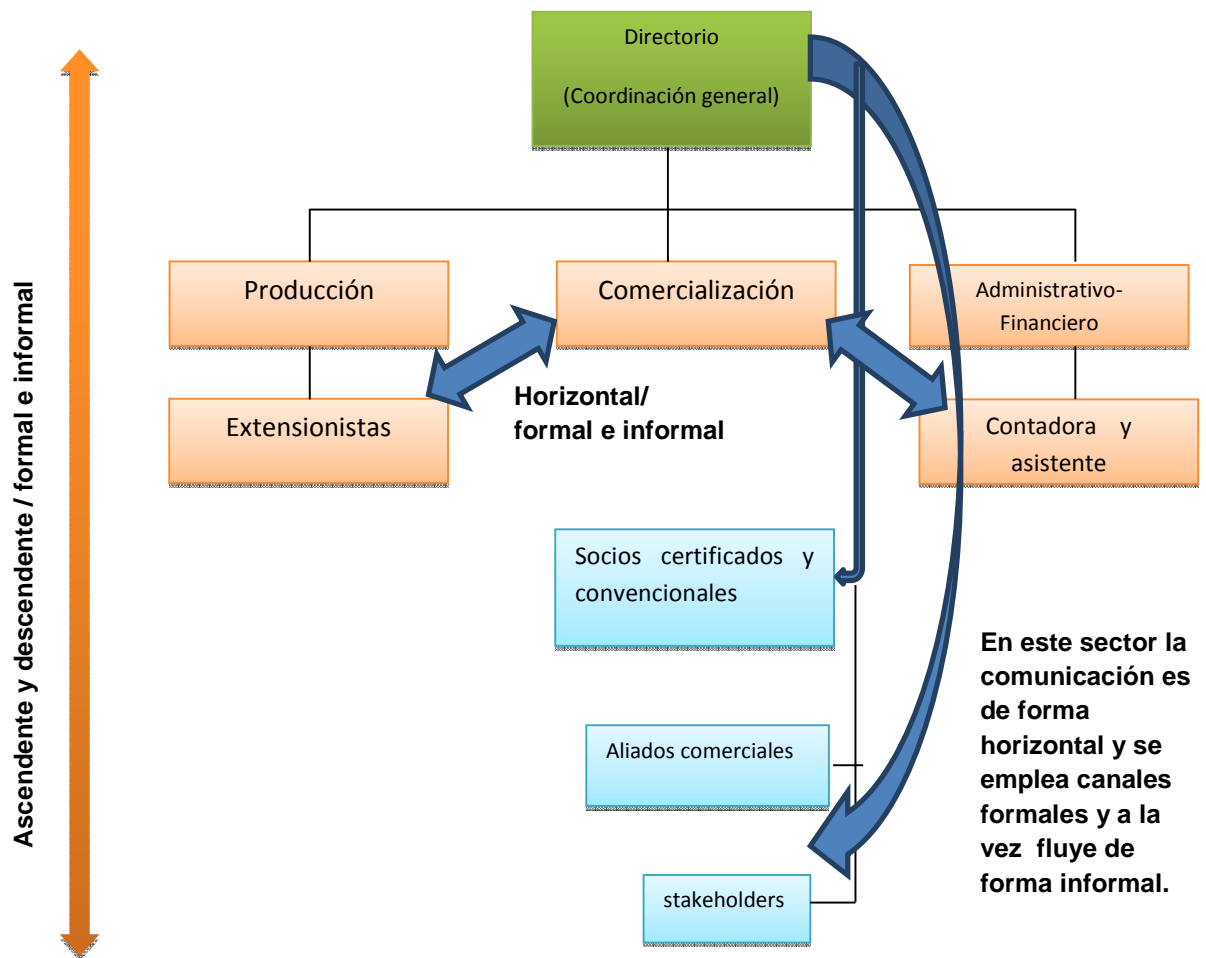 Directorio
(Coordinación general)
Producción
Comercialización
Administrativo-
Financiero
Extensionistas
Horizontal/
formal e informal
Contadora y
asistente
Ascendente y descendente / formal e informal
Socios certificados y
convencionales
Aliados comerciales
stakeholders
En este sector la
comunicación es
de forma
horizontal y se
emplea canales
formales y a la
vez fluye de
forma informal.